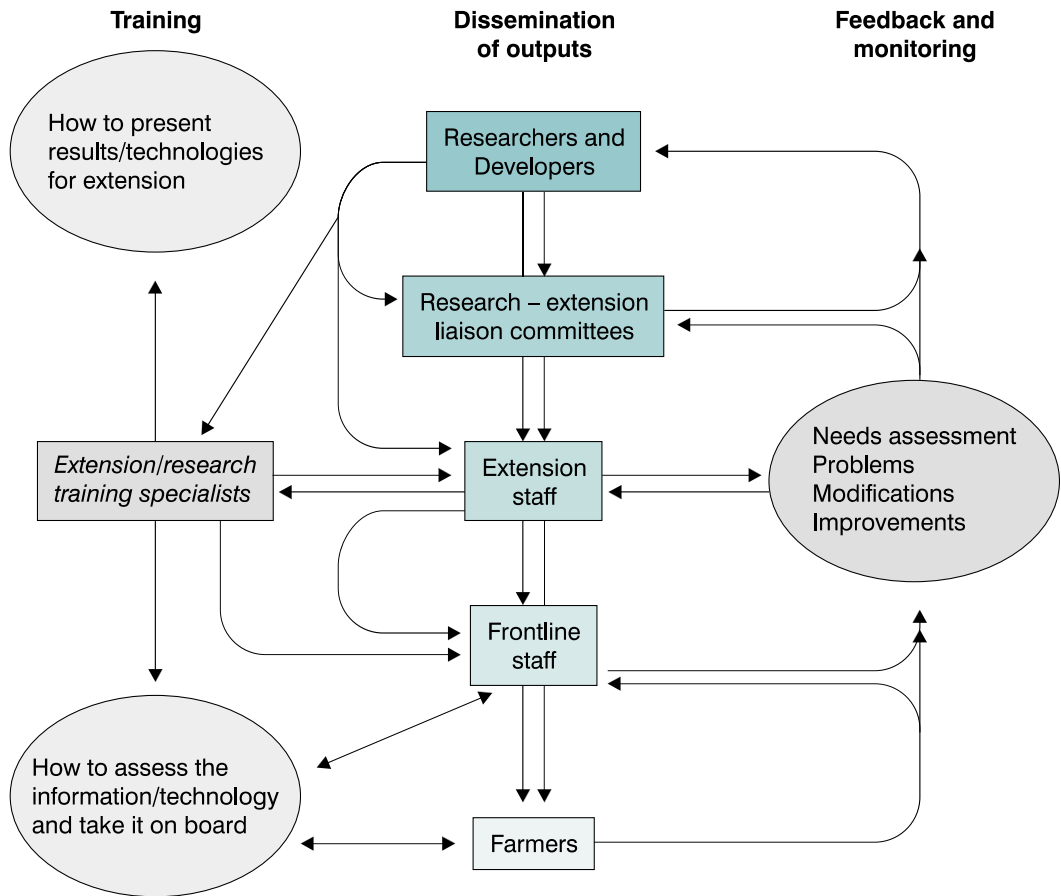 Training
Dissemination
of outputs
Feedback and
monitoring
How to present
results/technologies
for extension
Researchers and
Developers
Research – extension
liaison committees
Extension/research
training specialists
Extension
staff
Needs assessment
Problems
Modifications
Improvements
Frontline
staff
How to assess the
information/technology
and take it on board
Farmers